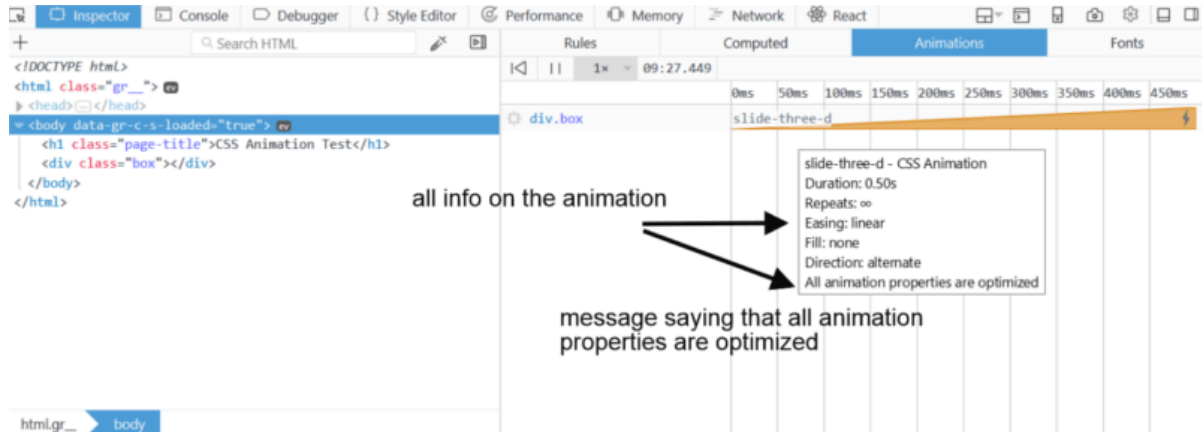 Inspector Console Debugger {} Style Editor Performance Memory Network React
+ Search HTML Rules Computed Animations Fonts
1× 09:27.449
<!DOCTYPE html>
<html class="gr__"> ev
<head>…</head>
<body data-gr-c-s-loaded="true"> ev
<h1 class="page-title">CSS Animation Test</h1>
<div class="box"></div>
</body>
</html>
0ms 50ms 100ms 150ms 200ms 250ms 300ms 350ms 400ms 450ms
div.box slide-three-d
slide-three-d - CSS Animation
Duration: 0.50s
Repeats: ∞
Easing: linear
Fill: none
Direction: alternate
All animation properties are optimized
all info on the animation
message saying that all animation
properties are optimized
html.gr__ body